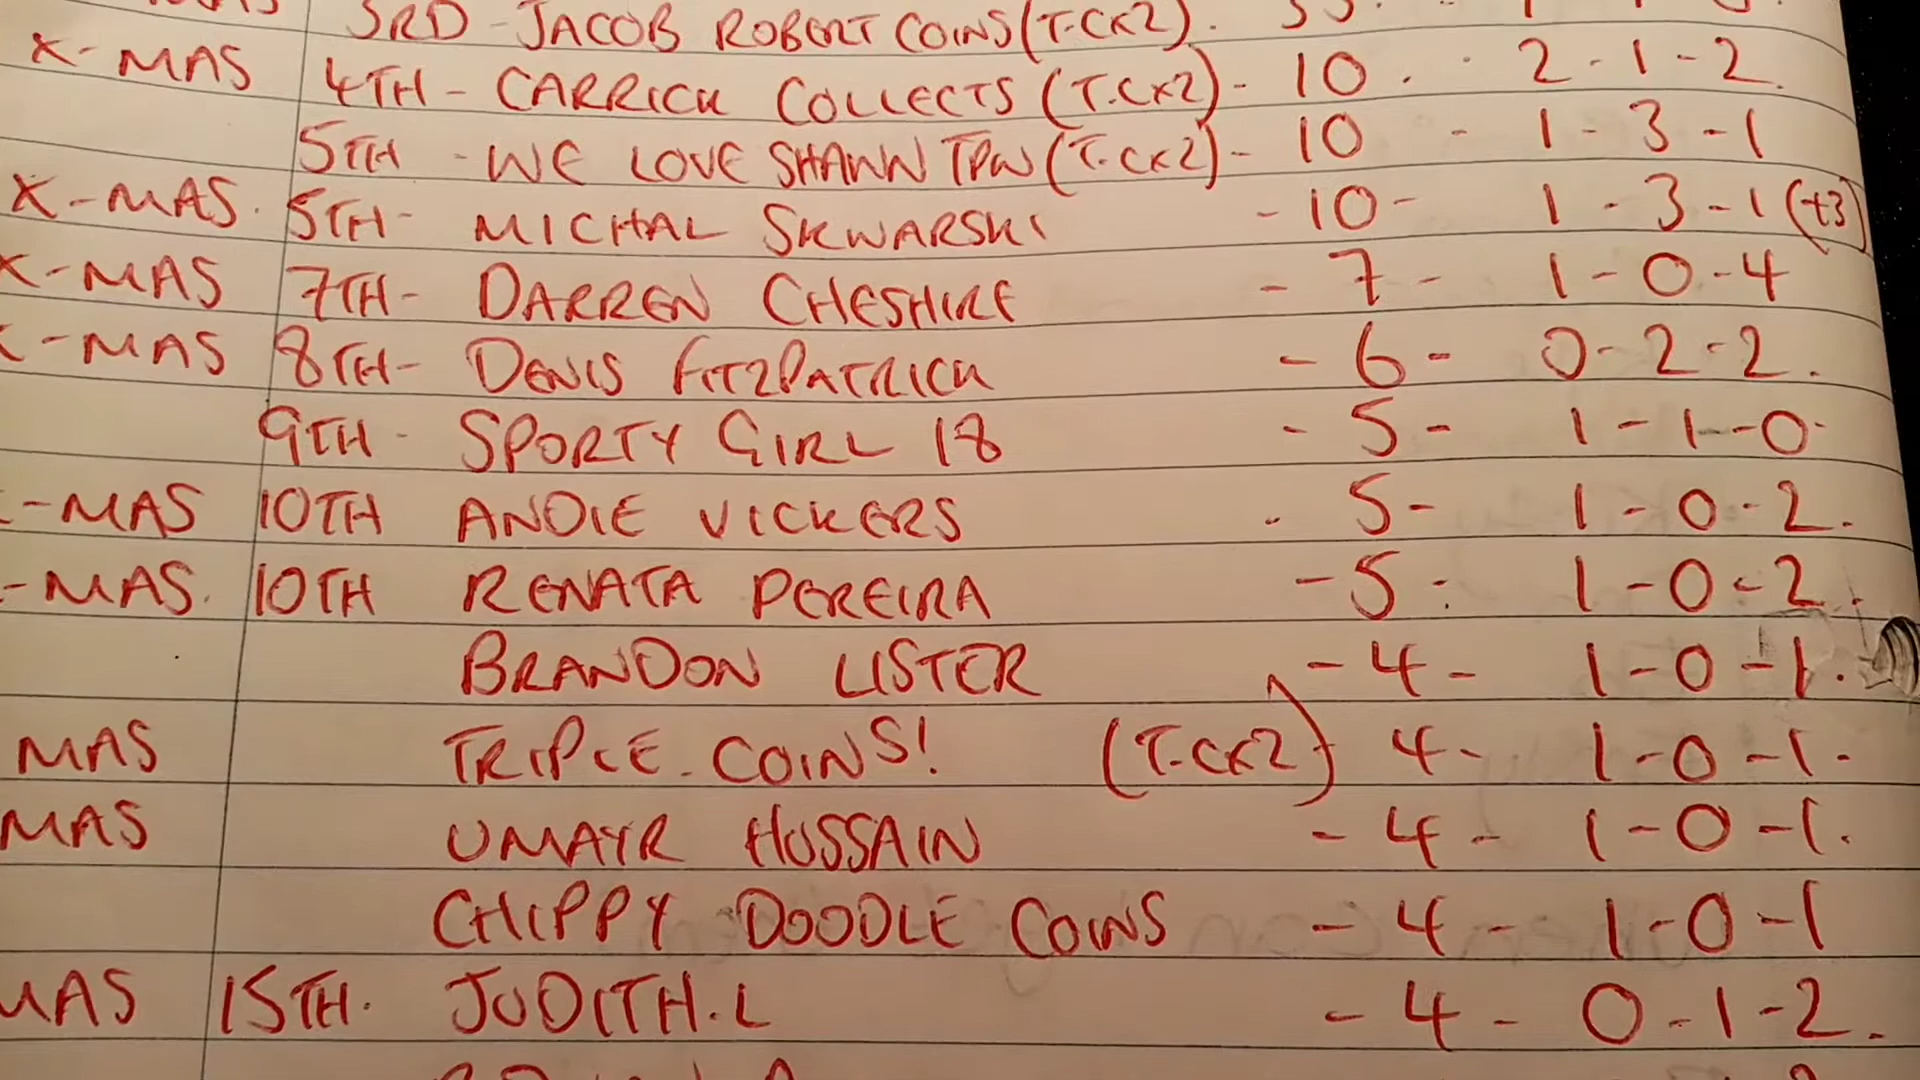 3RD - JACOB ROBERT COINS (T.CX2).
X-MAS 4TH - CARRICK COLLECTS (T.CX2) - 10 . - 2 - 1 - 2.
5TH - WE LOVE SHAWN TPW (T.CX2) - 10 - 1 - 3 - 1
X-MAS. 5TH - MICHAL SKWARSKI - 10 - 1 - 3 - 1 (+3)
X-MAS 7TH - DARREN CHESHIRE - 7 - 1 - 0 - 4
X-MAS 8TH - DENIS FITZPATRICK - 6 - 0 - 2 - 2.
9TH - SPORTY GIRL 18 - 5 - 1 - 1 - 0
-MAS 10TH ANDIE VICKERS - 5 - 1 - 0 - 2.
-MAS. 10TH RENATA PEREIRA - 5 - 1 - 0 - 2.
BRANDON LISTER - 4 - 1 - 0 - 1.
MAS TRIPLE. COINS! (T.CX2) 4 - 1 - 0 - 1 -
MAS UMAYR HUSSAIN - 4 - 1 - 0 - 1.
CHIPPY DOODLE COINS - 4 - 1 - 0 - 1
MAS 15TH. JUDITH.L - 4 - 0 - 1 - 2.